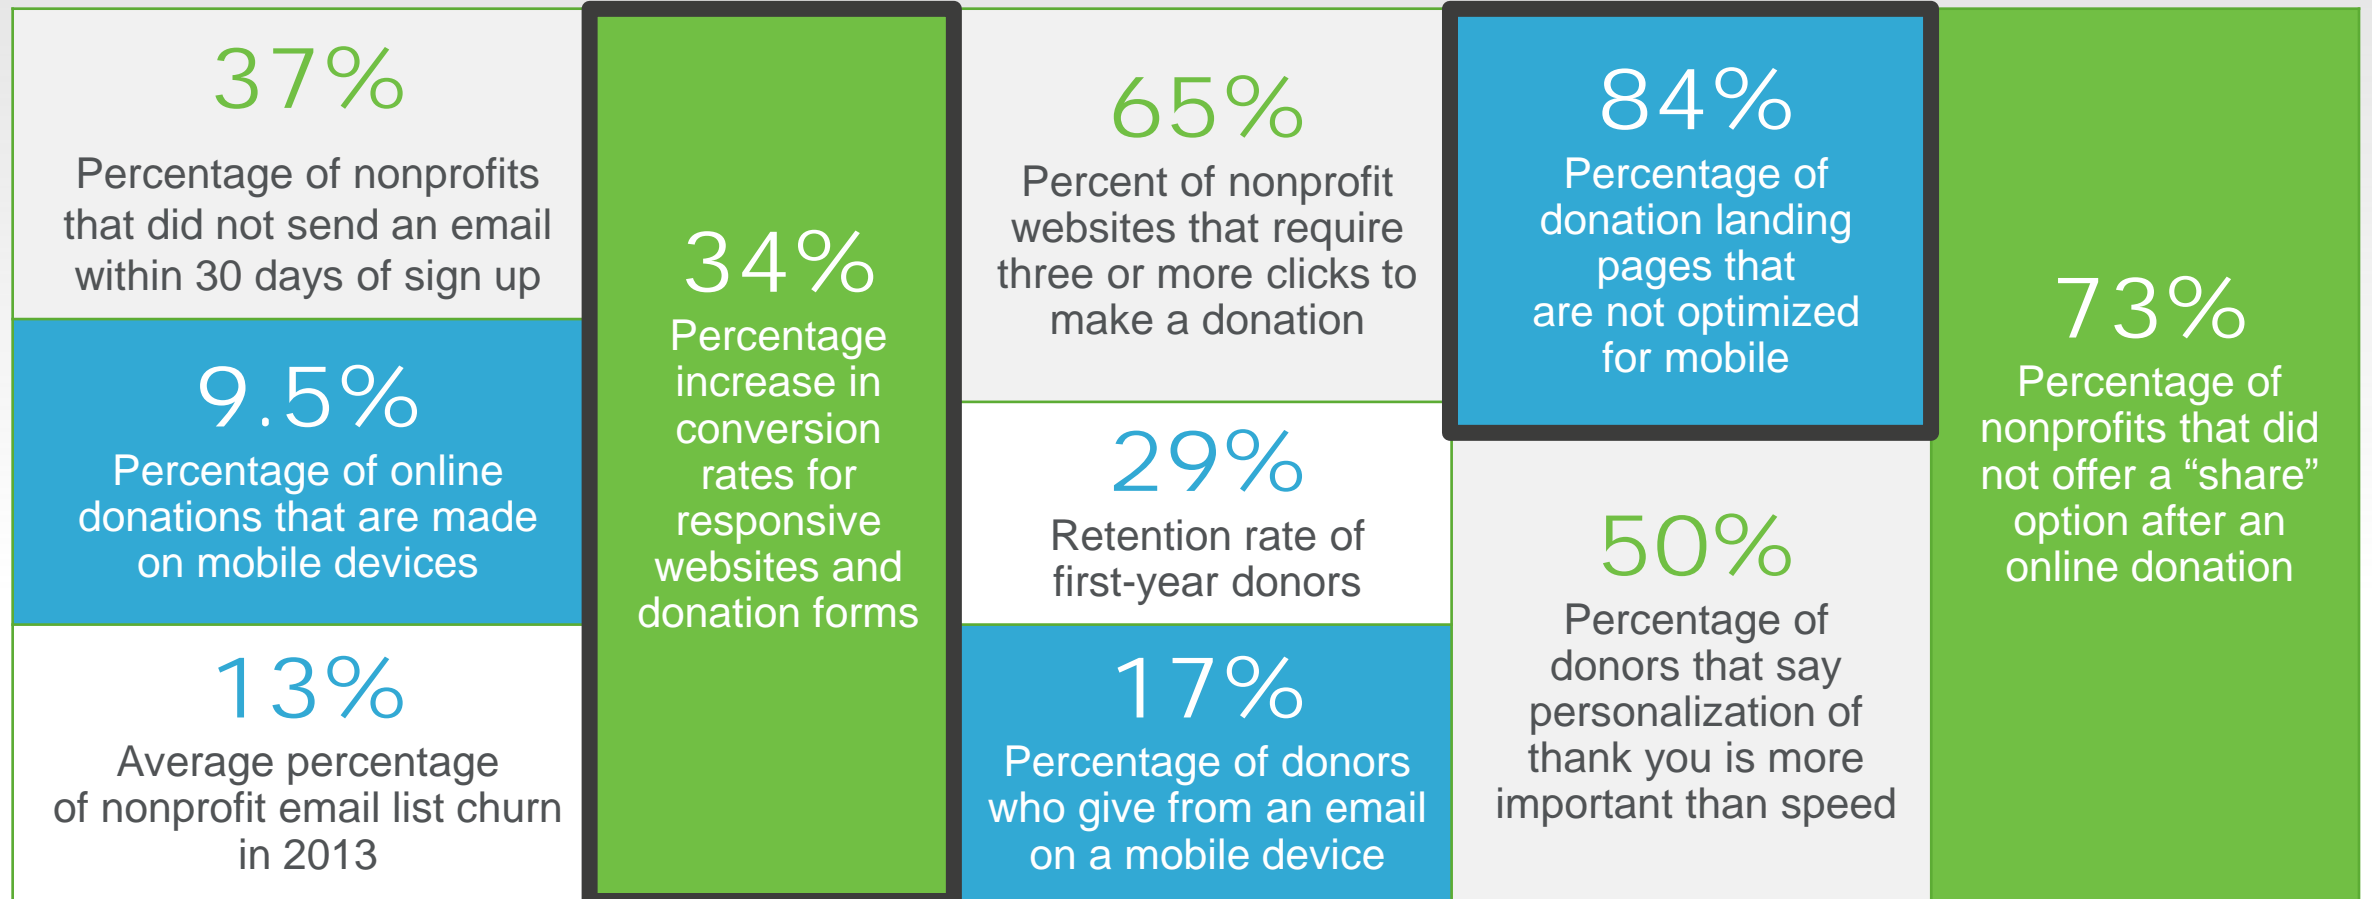 37%
Percentage of nonprofits
that did not send an email
within 30 days of sign up
9.5%
Percentage of online
donations that are made
on mobile devices
13%
Average percentage
of nonprofit email list churn
in 2013
34%
Percentage
increase in
conversion
rates for
responsive
websites and
donation forms
65%
Percent of nonprofit
websites that require
three or more clicks to
make a donation
29%
Retention rate of
first-year donors
17%
Percentage of donors
who give from an email
on a mobile device
84%
Percentage of
donation landing
pages that
are not optimized
for mobile
50%
Percentage of
donors that say
personalization of
thank you is more
important than speed
73%
Percentage of
nonprofits that did
not offer a “share”
option after an
online donation